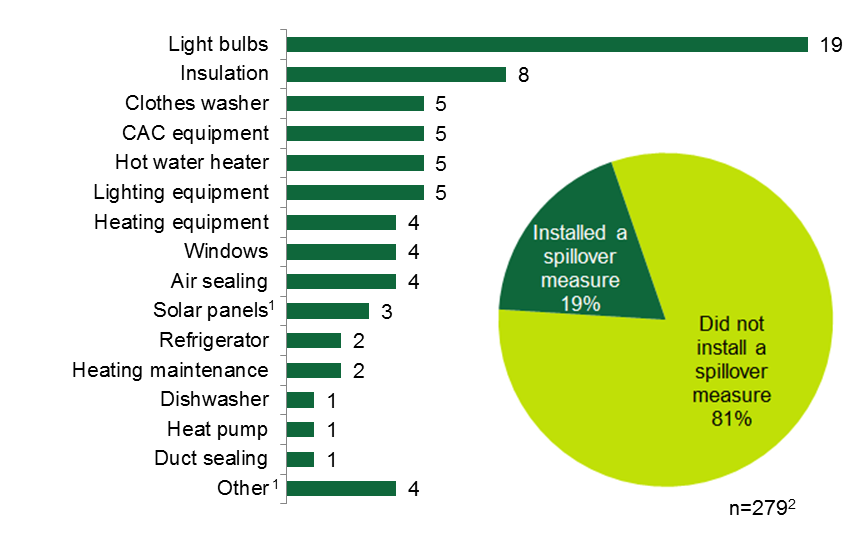 Light bulbs 19
Insulation 8
Clothes washer 5
CAC equipment 5
Hot water heater 5
Lighting equipment 5
Heating equipment 4
Windows 4
Air sealing 4
Solar panels¹ 3
Refrigerator 2
Heating maintenance 2
Dishwasher 1
Heat pump 1
Duct sealing 1
Other¹ 4
Installed a
spillover
measure
19%
Did not
install a
spillover
measure
81%
n=279²